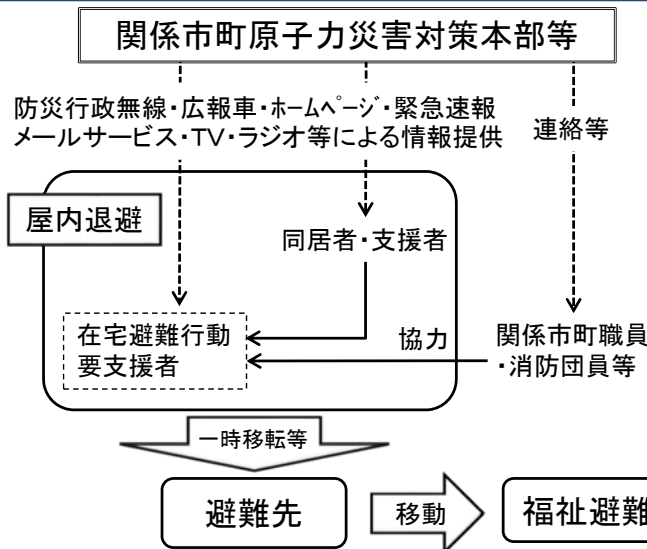 関係市町原子力災害対策本部等
防災行政無線・広報車・ﾎｰﾑﾍﾟｰｼﾞ・緊急速報
メールサービス・TV・ラジオ等による情報提供
連絡等
屋内退避
同居者・支援者
在宅避難行動
要支援者
協力
関係市町職員
・消防団員等
一時移転等
避難先
移動
福祉避難